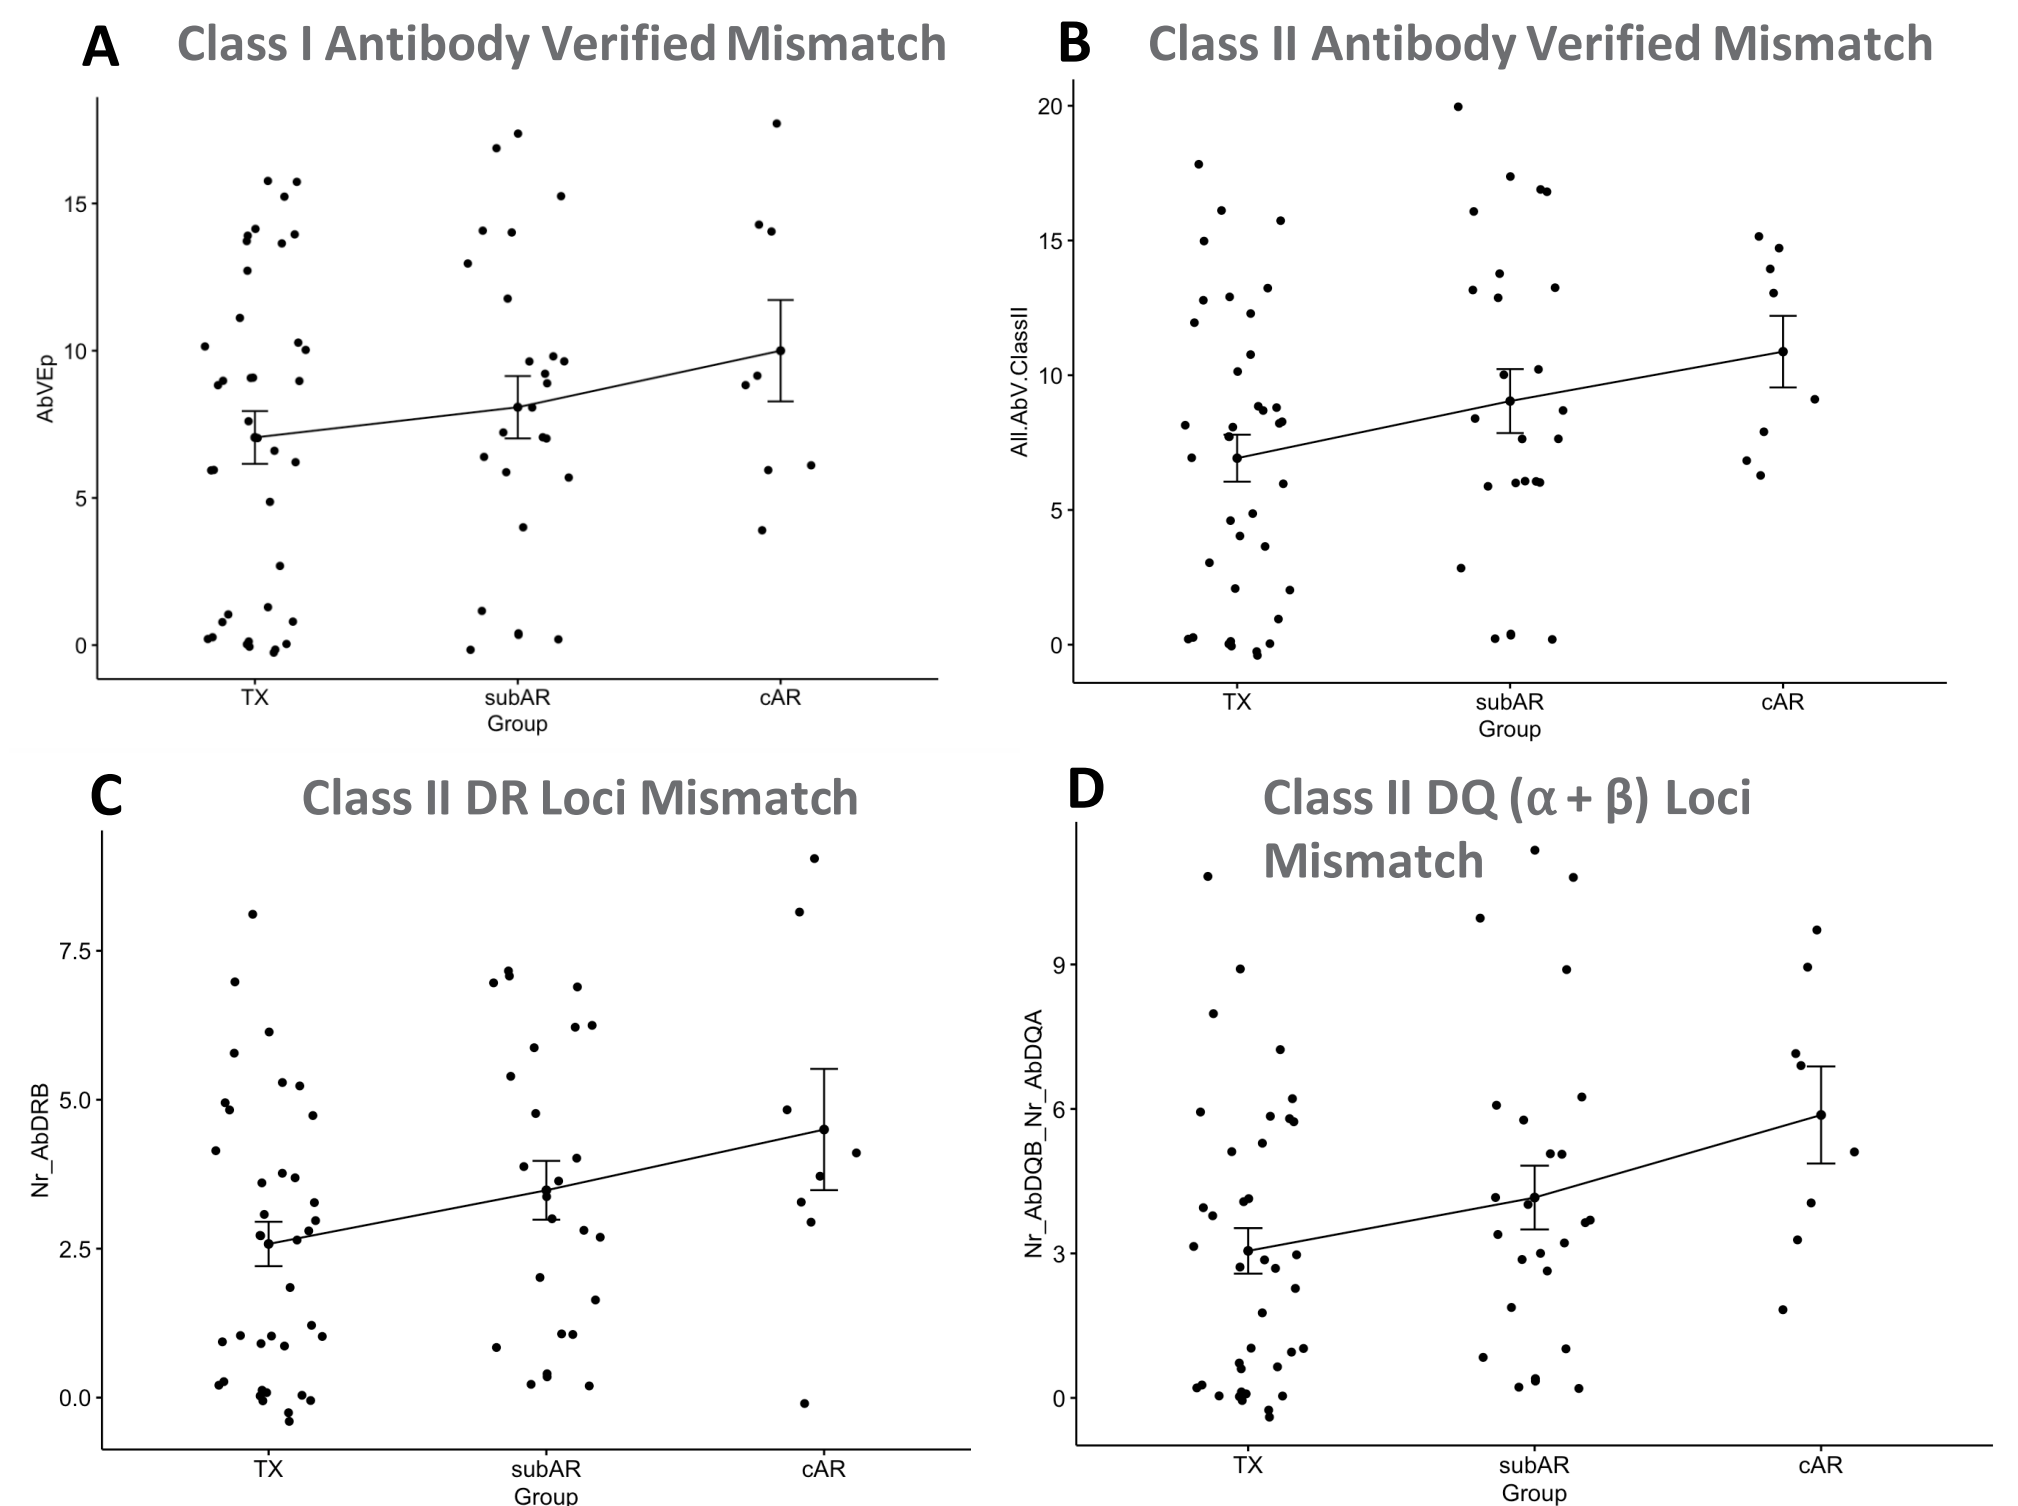 A Class I Antibody Verified Mismatch
AbVEp
15
10
5
0
TX subAR cAR
Group
B Class II Antibody Verified Mismatch
All.AbV.ClassII
20
15
10
5
0
TX subAR cAR
Group
C Class II DR Loci Mismatch
Nr_AbDRB
7.5
5.0
2.5
0.0
TX subAR cAR
Group
D Class II DQ (α + β) Loci
Mismatch
Nr_AbDQB_Nr_AbDQA
9
6
3
0
TX subAR cAR
Group